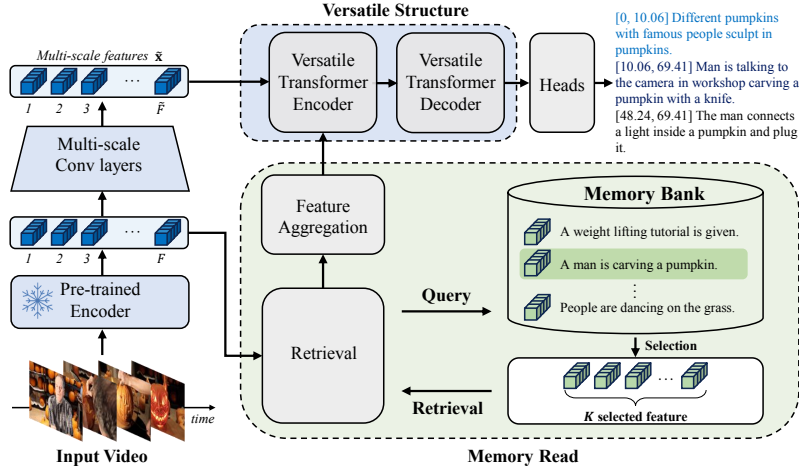 Versatile Structure
Multi-scale features x̃
1 2 3 ... F̃
Versatile
Transformer
Encoder
Versatile
Transformer
Decoder
Heads
[0, 10.06] Different pumpkins
with famous people sculpt in
pumpkins.
[10.06, 69.41] Man is talking to
the camera in workshop carving a
pumpkin with a knife.
[48.24, 69.41] The man connects
a light inside a pumpkin and plug
it.
Multi-scale
Conv layers
1 2 3 ... F
Pre-trained
Encoder
time
Input Video
Feature
Aggregation
Retrieval
Query
Retrieval
Memory Bank
A weight lifting tutorial is given.
A man is carving a pumpkin.
⋮
People are dancing on the grass.
Selection
...
K selected feature
Memory Read